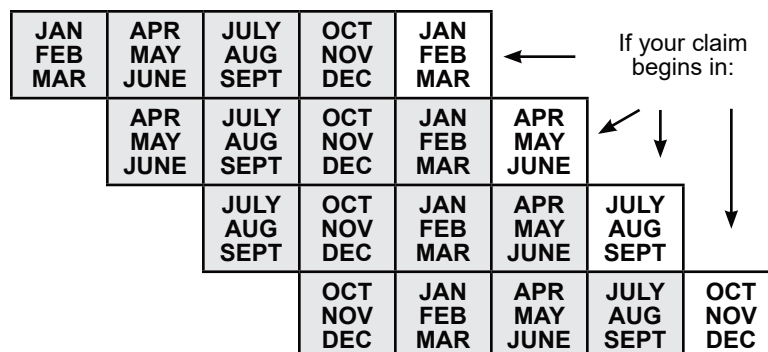 JAN APR JULY OCT JAN
FEB MAY AUG NOV FEB
MAR JUNE SEPT DEC MAR
If your claim
begins in:
APR JULY OCT JAN APR
MAY AUG NOV FEB MAY
JUNE SEPT DEC MAR JUNE
JULY OCT JAN APR JULY
AUG NOV FEB MAY AUG
SEPT DEC MAR JUNE SEPT
OCT JAN APR JULY OCT
NOV FEB MAY AUG NOV
DEC MAR JUNE SEPT DEC